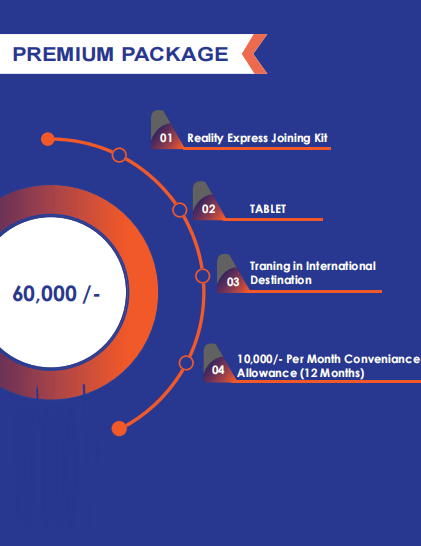 PREMIUM PACKAGE
01 Reality Express Joining Kit
02 TABLET
03 Traning in International
Destination
60,000 /-
04 10,000/- Per Month Conveniance
Allowance (12 Months)